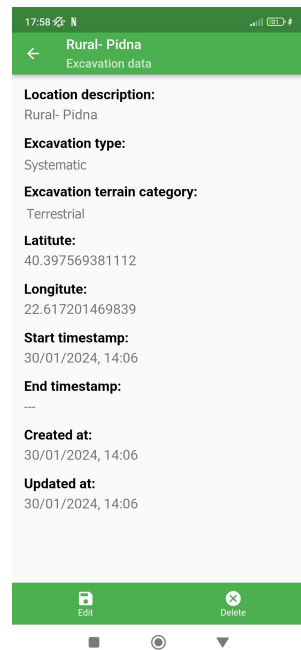 17:58 31
Rural- Pidna
Excavation data
Location description:
Rural- Pidna
Excavation type:
Systematic
Excavation terrain category:
Terrestrial
Latitute:
40.397569381112
Longitute:
22.617201469839
Start timestamp:
30/01/2024, 14:06
End timestamp:
---
Created at:
30/01/2024, 14:06
Updated at:
30/01/2024, 14:06
Edit Delete